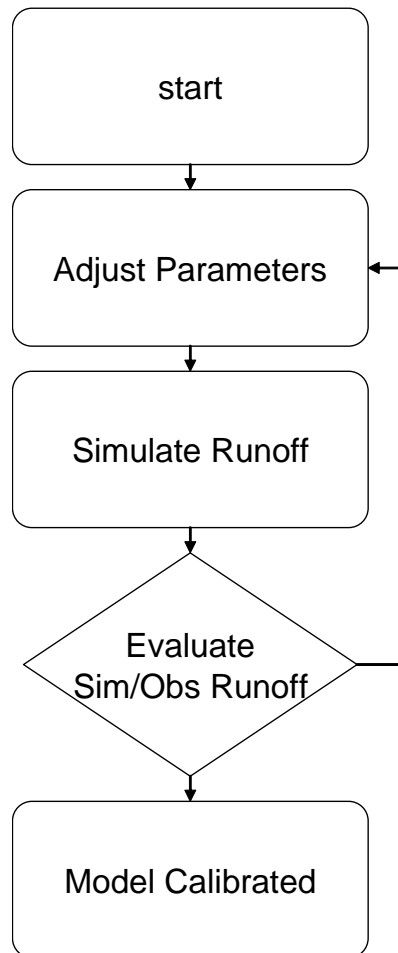 start
Adjust Parameters
Simulate Runoff
Evaluate
Sim/Obs Runoff
Model Calibrated